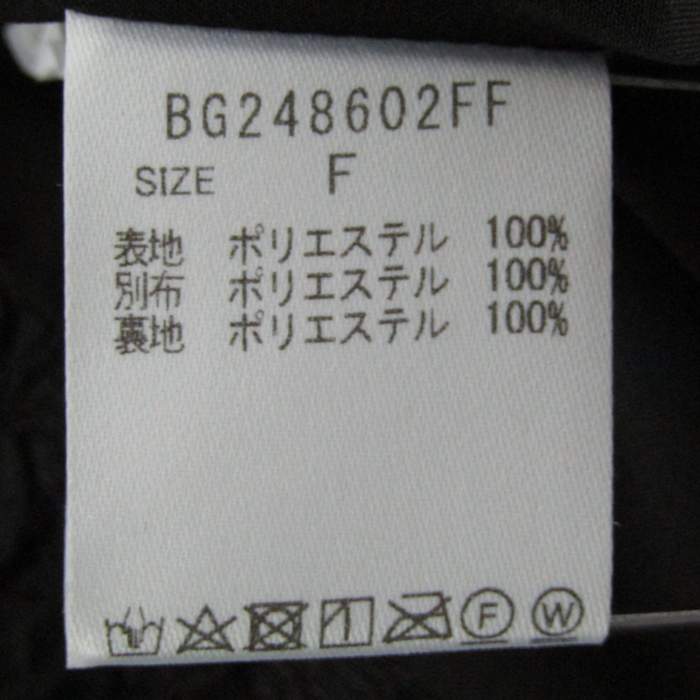 BG248602FF
SIZE F
表地 ポリエステル 100%
別布 ポリエステル 100%
裏地 ポリエステル 100%
F W